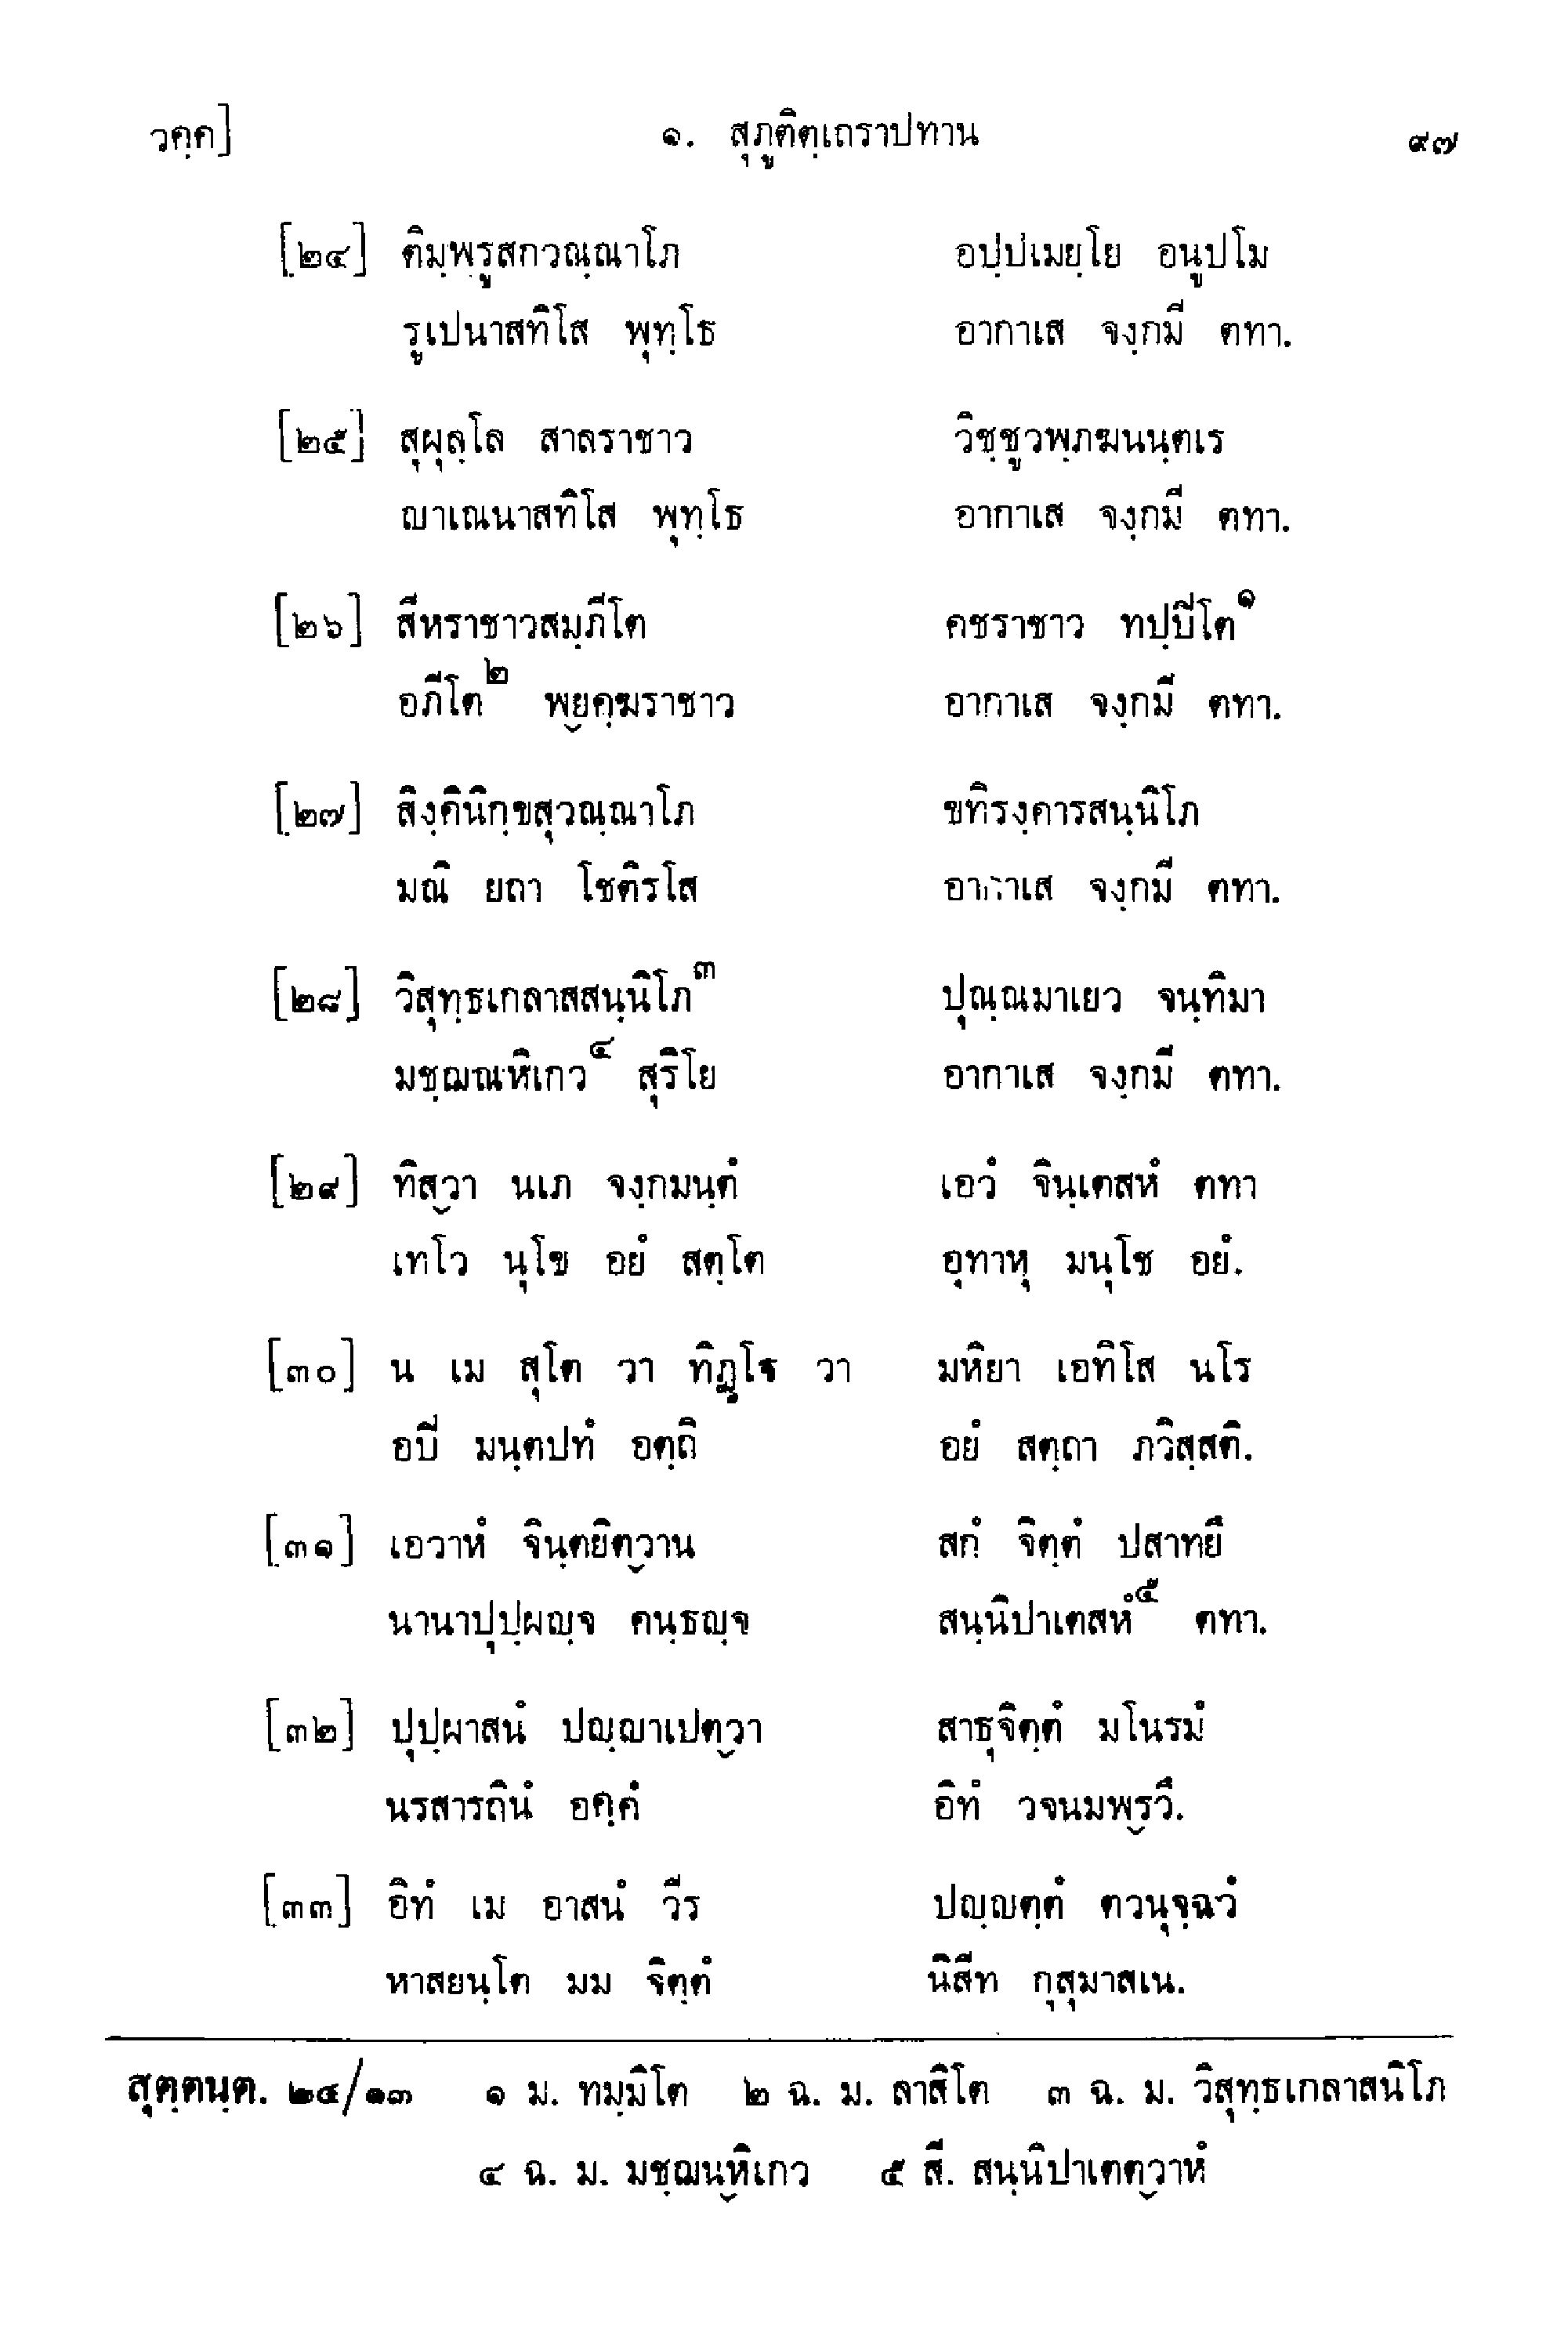 วคฺค] ๑. สุภูติตฺเถราปทาน ๙๗
[๒๔] ติมฺพรูสกวณฺณาโภ อปฺปเมยฺโย อนูปโม
รูเปนาสทิโส พุทฺโธ อากาเส จงฺกมี ตทา.
[๒๕] สุผุลฺโล สาลราชาว วิชฺชูวพฺภฆนนฺตเร
ญาเณนาสทิโส พุทฺโธ อากาเส จงฺกมี ตทา.
[๒๖] สีหราชาวสมฺภีโต คชราชาว ทปฺปิโต๑
อภีโต๒ พฺยคฺฆราชาว อากาเส จงฺกมี ตทา.
[๒๗] สิงฺคินิกฺขสุวณฺณาโภ ขทิรงฺคารสนฺนิโภ
มณิ ยถา โชติรโส อากาเส จงฺกมี ตทา.
[๒๘] วิสุทฺธเกลาสสนฺนิโภ๓ ปุณฺณมาเยว จนฺทิมา
มชฺฌณหิเกว๔ สุริโย อากาเส จงฺกมี ตทา.
[๒๙] ทิสฺวา นเภ จงฺกมนฺตํ เอวํ จินฺเตสหํ ตทา
เทโว นุโข อยํ สตฺโต อุทาหุ มนุโช อยํ.
[๓๐] น เม สุโต วา ทิฏฺโฐ วา มหิยา เอทิโส นโร
อปิ มนฺตปทํ อตฺถิ อยํ สตฺถา ภวิสฺสติ.
[๓๑] เอวาหํ จินฺตยิตฺวาน สกํ จิตฺตํ ปสาทยึ
นานาปุปฺผญฺจ คนฺธญฺจ สนฺนิปาเตสหํ๕ ตทา.
[๓๒] ปุปฺผาสนํ ปญฺญาเปตฺวา สาธุจิตฺตํ มโนรมํ
นรสารถินํ อคฺคํ อิทํ วจนมพฺรวึ.
[๓๓] อิทํ เม อาสนํ วีร ปญฺญตฺตํ ตวนุจฺฉวํ
หาสยนฺโต มม จิตฺตํ นิสีท กุสุมาสเน.
สุตฺตนฺต. ๒๔/๑๓ ๑ ม. ทมฺมิโต ๒ ฉ. ม. ลาสิโต ๓ ฉ. ม. วิสุทฺธเกลาสนิโภ
๔ ฉ. ม. มชฺฌนฺหิเกว ๕ สี. สนฺนิปาเตตฺวาหํ